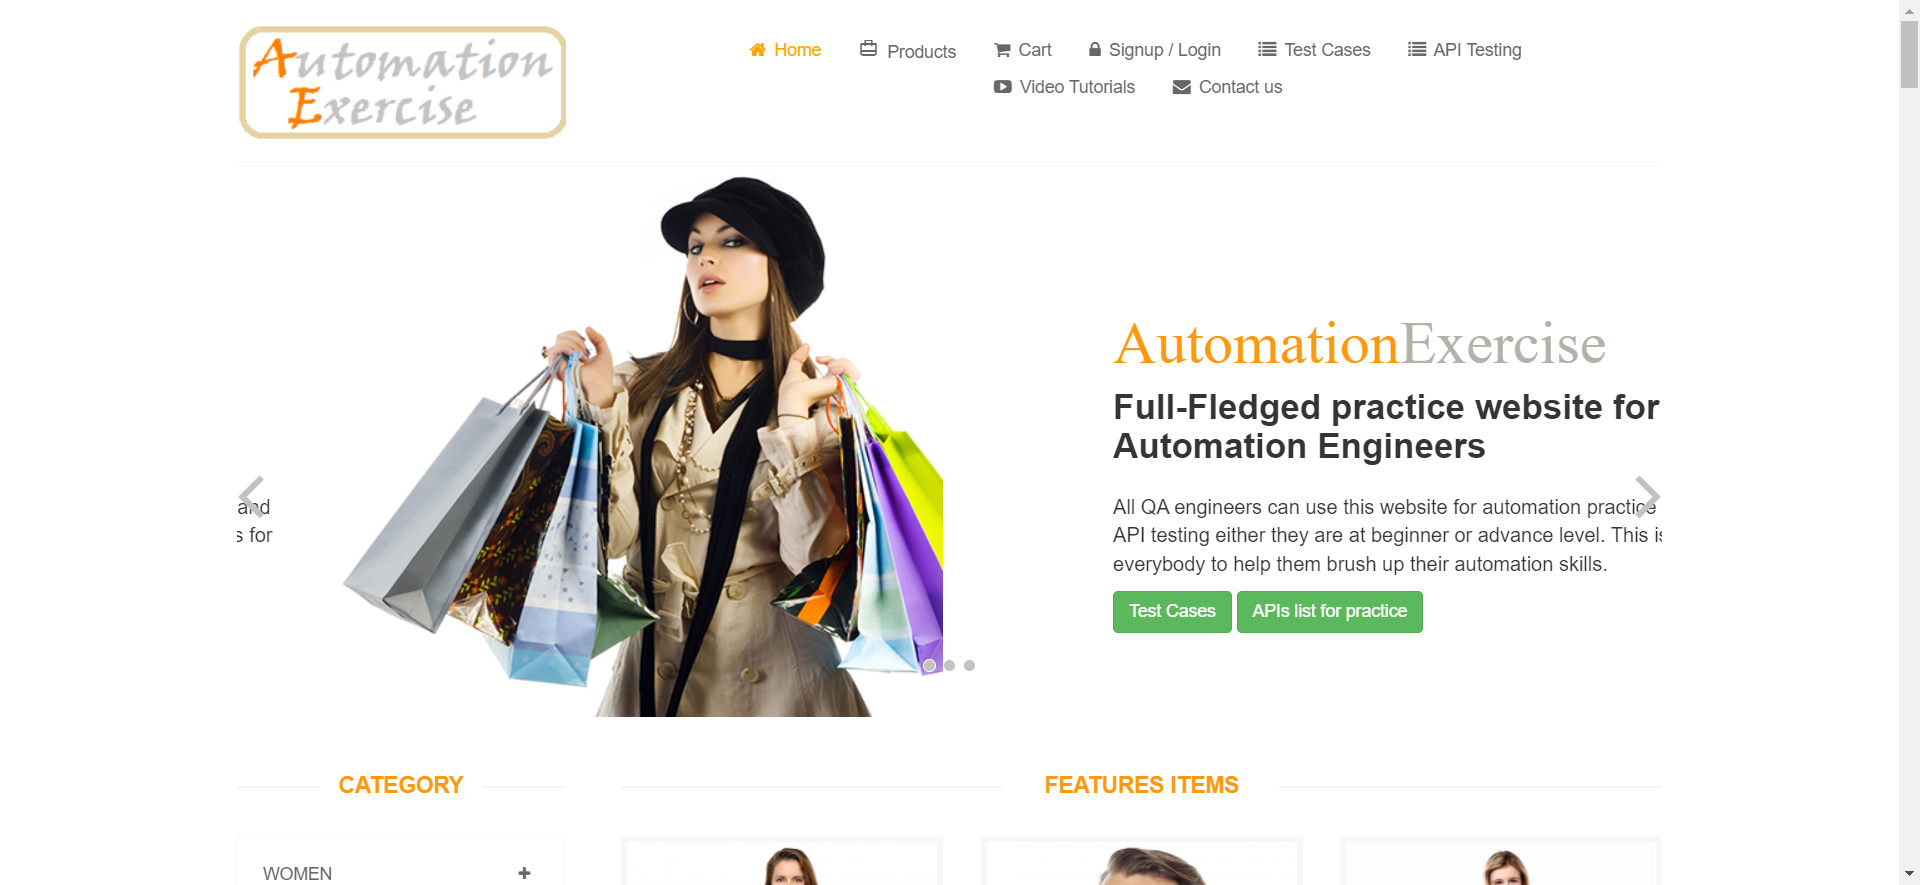 Automation
Exercise
Home
Products
Cart
Signup / Login
Test Cases
API Testing
Video Tutorials
Contact us
AutomationExercise
Full-Fledged practice website for
Automation Engineers
and
s for
All QA engineers can use this website for automation practice
API testing either they are at beginner or advance level. This is
everybody to help them brush up their automation skills.
Test Cases
APIs list for practice
CATEGORY
FEATURES ITEMS
WOMEN